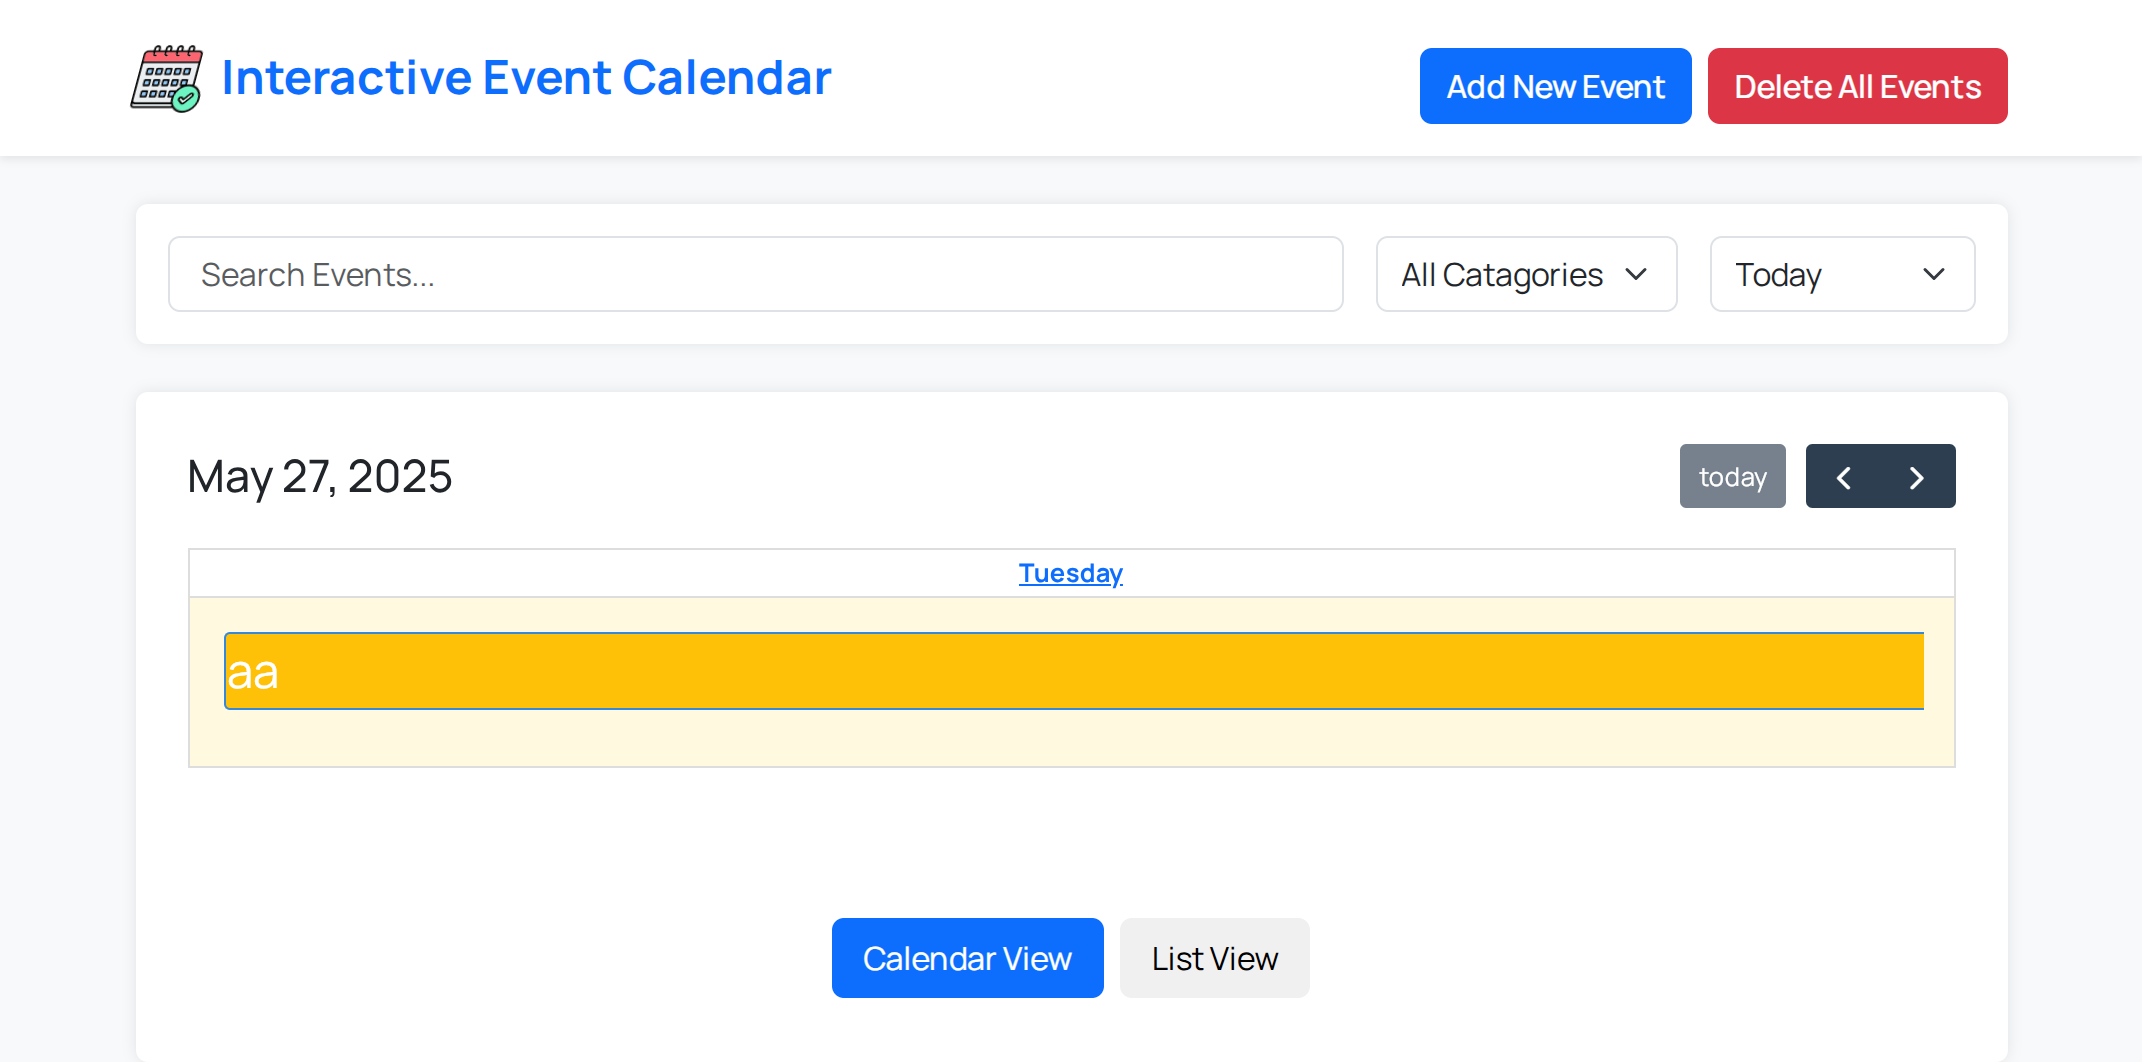 Interactive Event Calendar
Add New Event
Delete All Events
Search Events...
All Catagories
Today
May 27, 2025
today
Tuesday
aa
Calendar View
List View